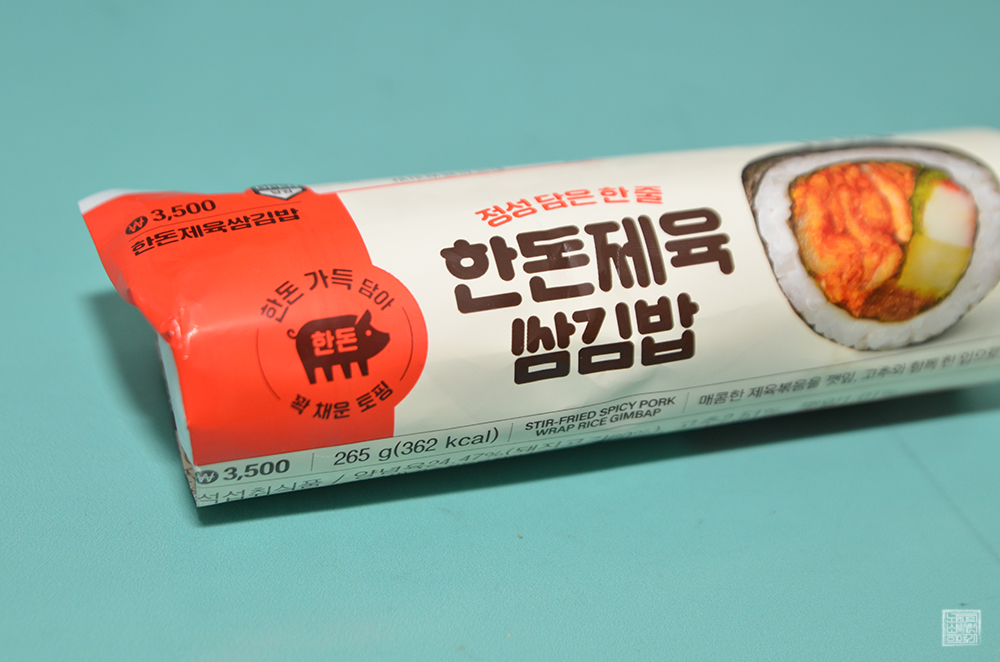 ₩3,500
한돈제육쌈김밥
한돈 가득 담아
한돈
꽉 채운 토핑
정성 담은 한 줄
한돈제육
쌈김밥
₩3,500
265 g(362 kcal)
STIR-FRIED SPICY PORK
WRAP RICE GIMBAP
매콤한 제육볶음을 깻잎, 고추와 함께 한 입으로